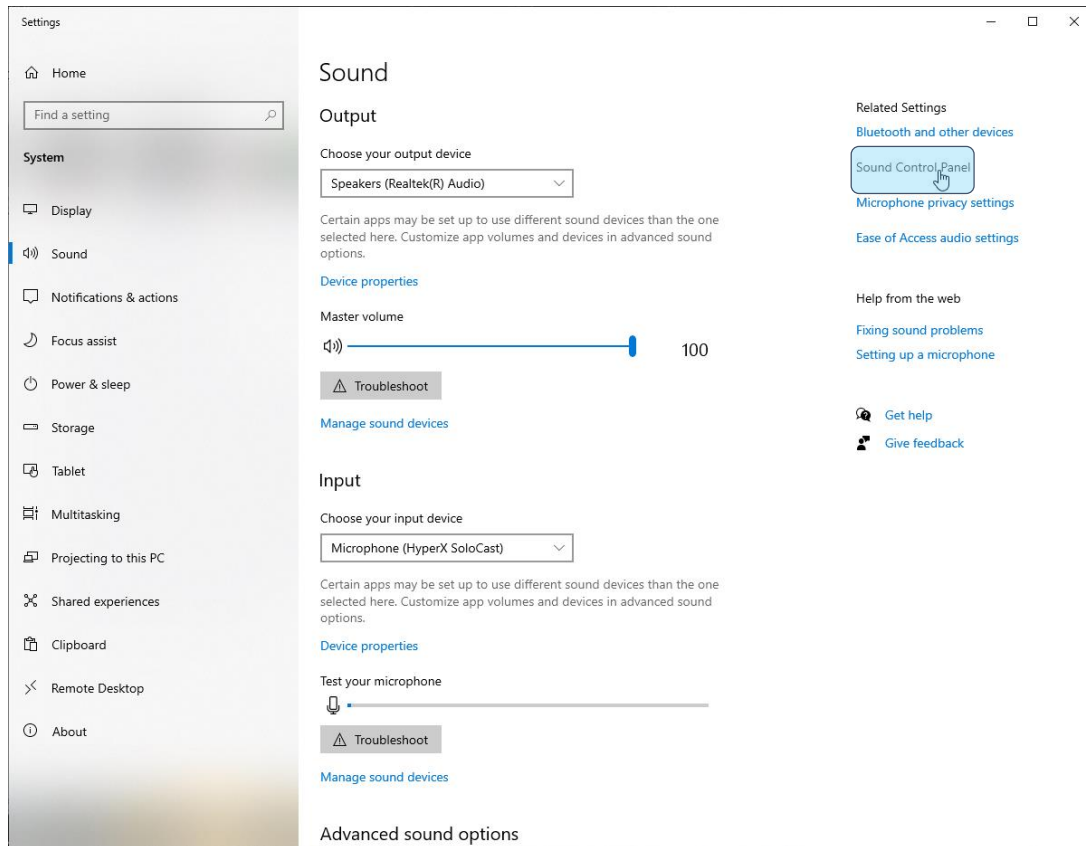 Settings
Home
Find a setting
System
Display
Sound
Notifications & actions
Focus assist
Power & sleep
Storage
Tablet
Multitasking
Projecting to this PC
Shared experiences
Clipboard
Remote Desktop
About
Sound
Output
Choose your output device
Speakers (Realtek(R) Audio)
Certain apps may be set up to use different sound devices than the one
selected here. Customize app volumes and devices in advanced sound
options.
Device properties
Master volume
100
Troubleshoot
Manage sound devices
Input
Choose your input device
Microphone (HyperX SoloCast)
Certain apps may be set up to use different sound devices than the one
selected here. Customize app volumes and devices in advanced sound
options.
Device properties
Test your microphone
Troubleshoot
Manage sound devices
Advanced sound options
Related Settings
Bluetooth and other devices
Sound Control Panel
Microphone privacy settings
Ease of Access audio settings
Help from the web
Fixing sound problems
Setting up a microphone
Get help
Give feedback